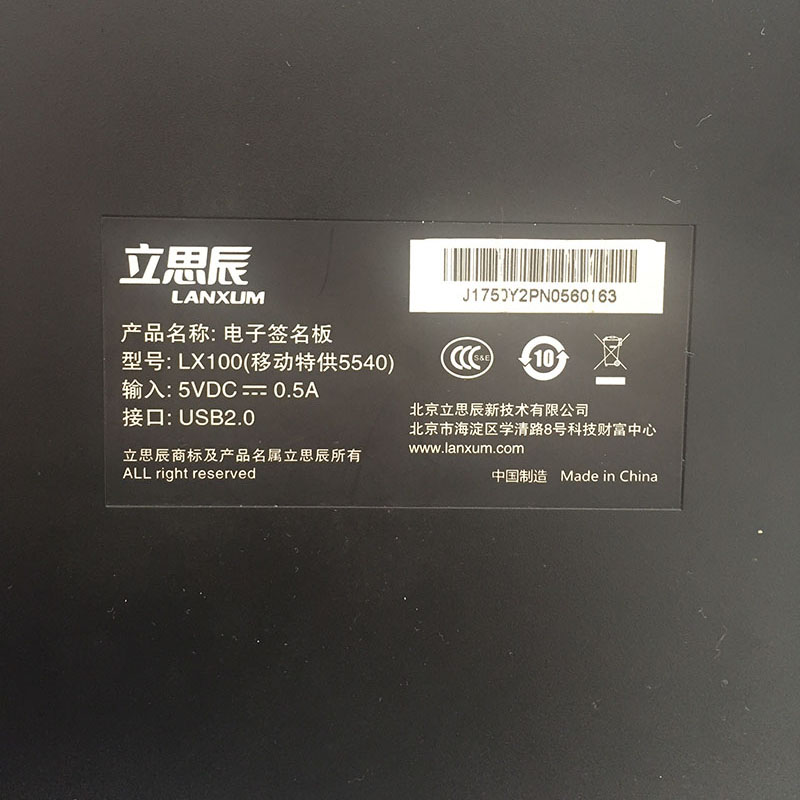 立思辰
LANXUM
产品名称: 电子签名板
型号: LX100(移动特供5540)
输入: 5VDC ⎓ 0.5A
接口: USB2.0
立思辰商标及产品名属立思辰所有
ALL right reserved
J1750Y2PN0560163
CCC S&E
10
北京立思辰新技术有限公司
北京市海淀区学清路8号科技财富中心
www.lanxum.com
中国制造 Made in China